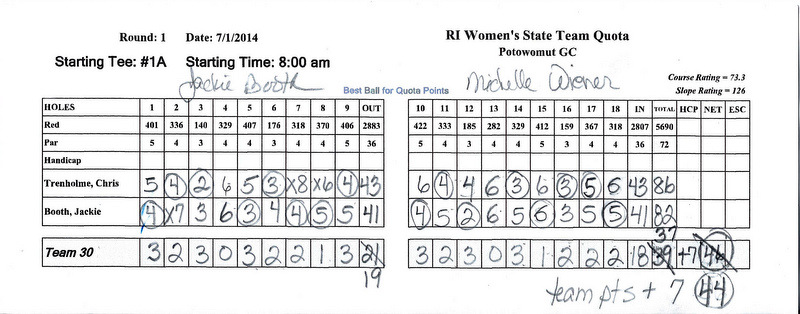 Round: 1 Date: 7/1/2014 RI Women's State Team Quota
Potowomut GC
Starting Tee: #1A Starting Time: 8:00 am
Jackie Booth Michelle Wiener Course Rating = 73.3
Best Ball for Quota Points Slope Rating = 126
HOLES 1 2 3 4 5 6 7 8 9 OUT 10 11 12 13 14 15 16 17 18 IN TOTAL HCP NET ESC
Red 401 336 140 329 407 176 318 370 406 2883 422 333 185 282 329 412 159 367 318 2807 5690
Par 5 4 3 4 4 3 4 4 5 36 5 4 3 4 4 5 3 4 4 36 72
Handicap
Trenholme, Chris 5 4 2 6 5 3 x8 x6 4 43 6 4 4 6 3 6 3 5 6 43 86
Booth, Jackie 4 x7 3 6 3 4 4 5 5 41 4 5 2 6 5 6 3 5 5 41 82
37
Team 30 3 2 3 0 3 2 2 1 3 21 3 2 3 0 3 1 2 2 2 18 39 +7 46
19
team pts + 7 44